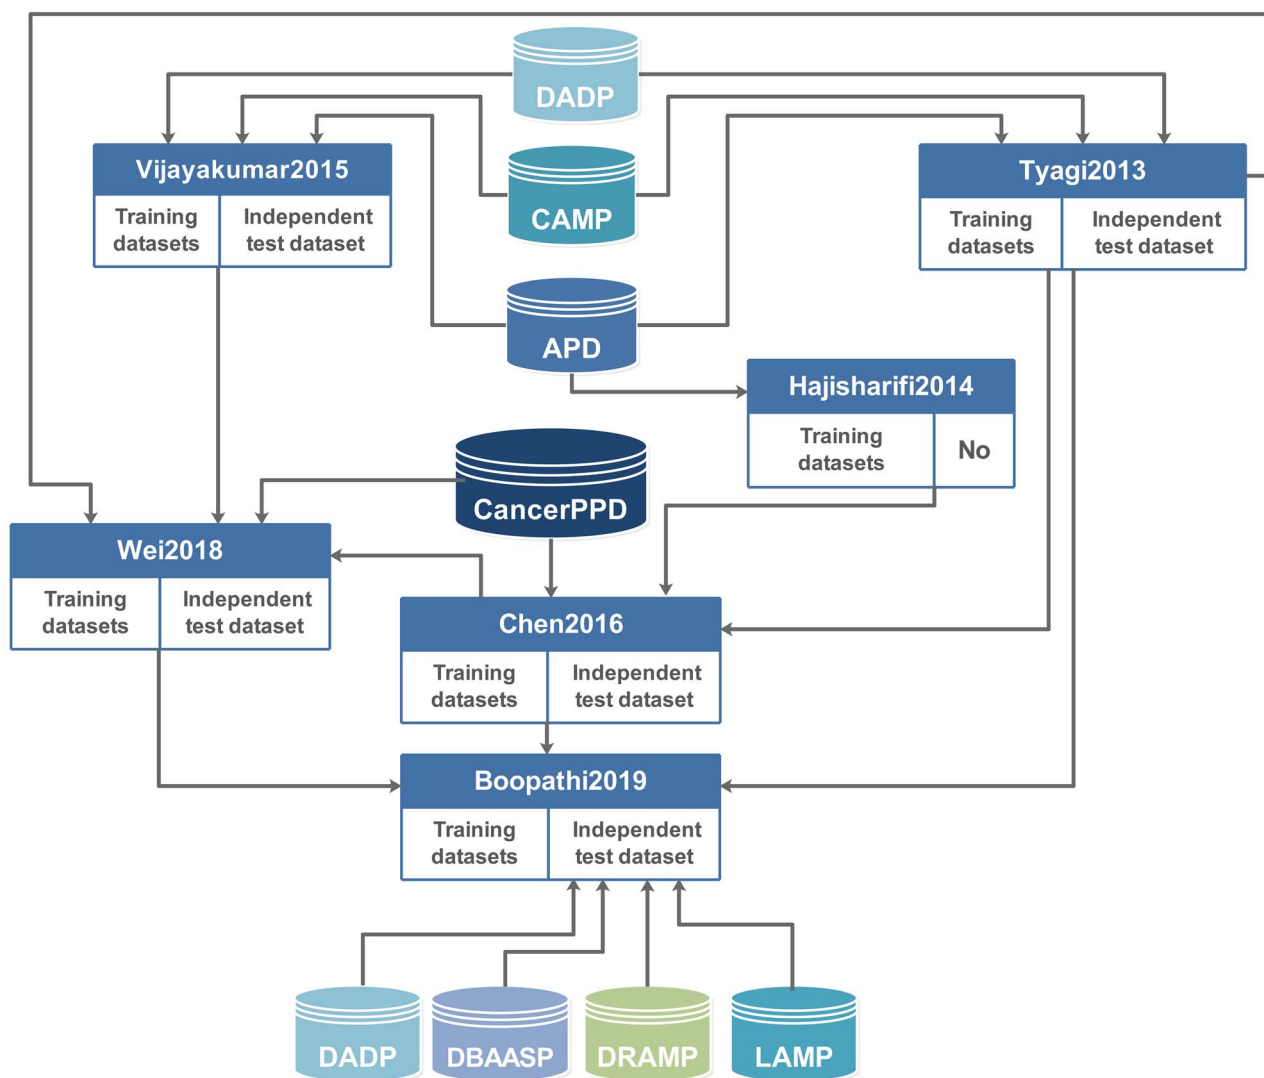 DADP
Vijayakumar2015
Training
datasets
Independent
test dataset
CAMP
Tyagi2013
Training
datasets
Independent
test dataset
APD
Hajisharifi2014
Training
datasets
No
CancerPPD
Wei2018
Training
datasets
Independent
test dataset
Chen2016
Training
datasets
Independent
test dataset
Boopathi2019
Training
datasets
Independent
test dataset
DADP
DBAASP
DRAMP
LAMP